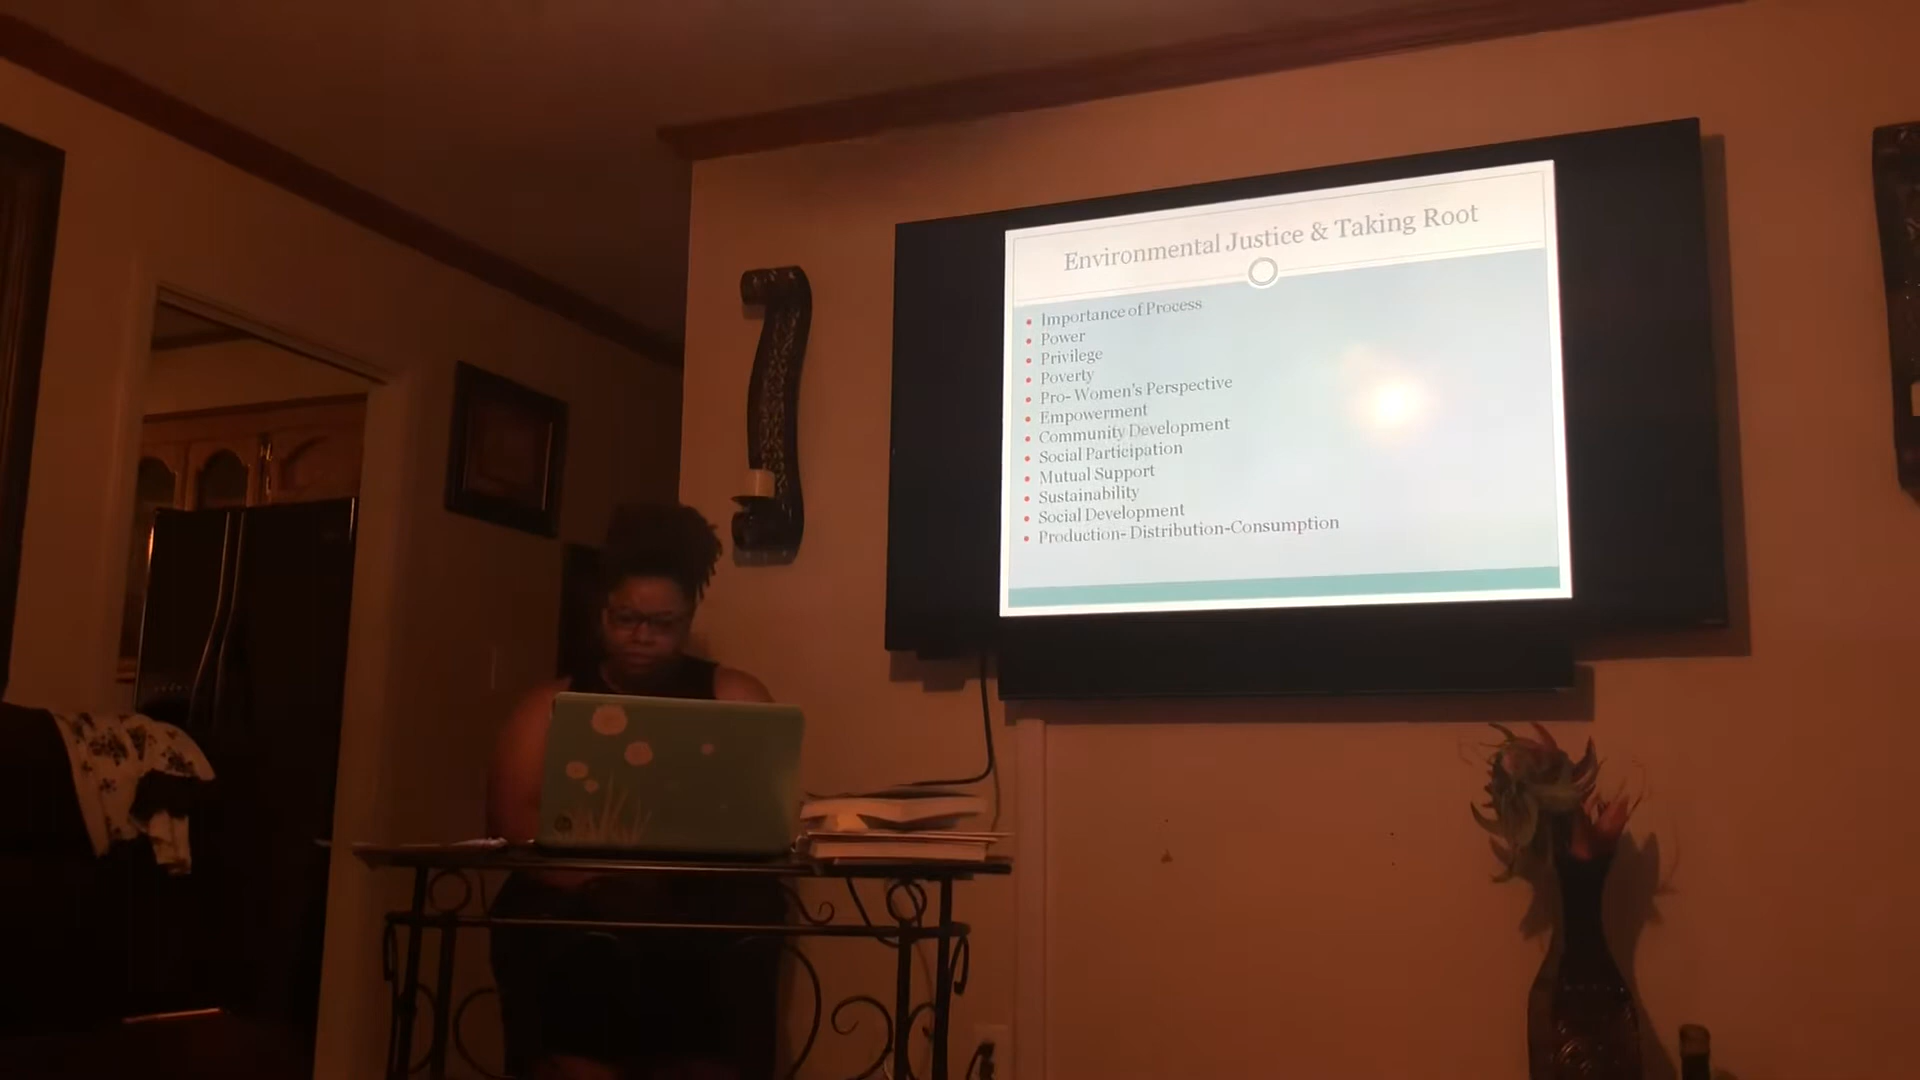 Environmental Justice & Taking Root
Importance of Process
Power
Privilege
Poverty
Pro- Women's Perspective
Empowerment
Community Development
Social Participation
Mutual Support
Sustainability
Social Development
Production- Distribution-Consumption